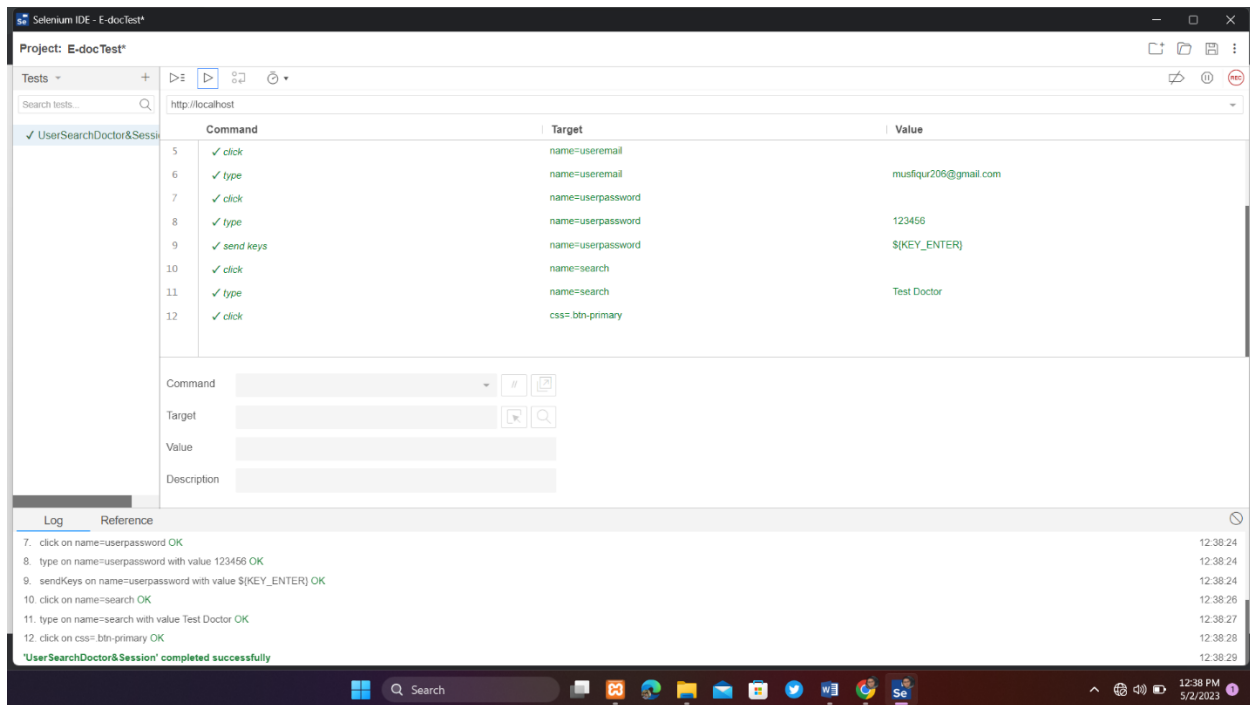 Selenium IDE - E-docTest*
Project: E-docTest*
Tests
Search tests...
http://localhost
✓ UserSearchDoctor&Sessi
Command Target Value
5 ✓ click name=useremail
6 ✓ type name=useremail musfiqur206@gmail.com
7 ✓ click name=userpassword
8 ✓ type name=userpassword 123456
9 ✓ send keys name=userpassword ${KEY_ENTER}
10 ✓ click name=search
11 ✓ type name=search Test Doctor
12 ✓ click css=.btn-primary
Command //
Target
Value
Description
Log Reference
7. click on name=userpassword OK 12:38:24
8. type on name=userpassword with value 123456 OK 12:38:24
9. sendKeys on name=userpassword with value ${KEY_ENTER} OK 12:38:24
10. click on name=search OK 12:38:26
11. type on name=search with value Test Doctor OK 12:38:27
12. click on css=.btn-primary OK 12:38:28
'UserSearchDoctor&Session' completed successfully 12:38:29
Search
12:38 PM
5/2/2023
1
REC
Se